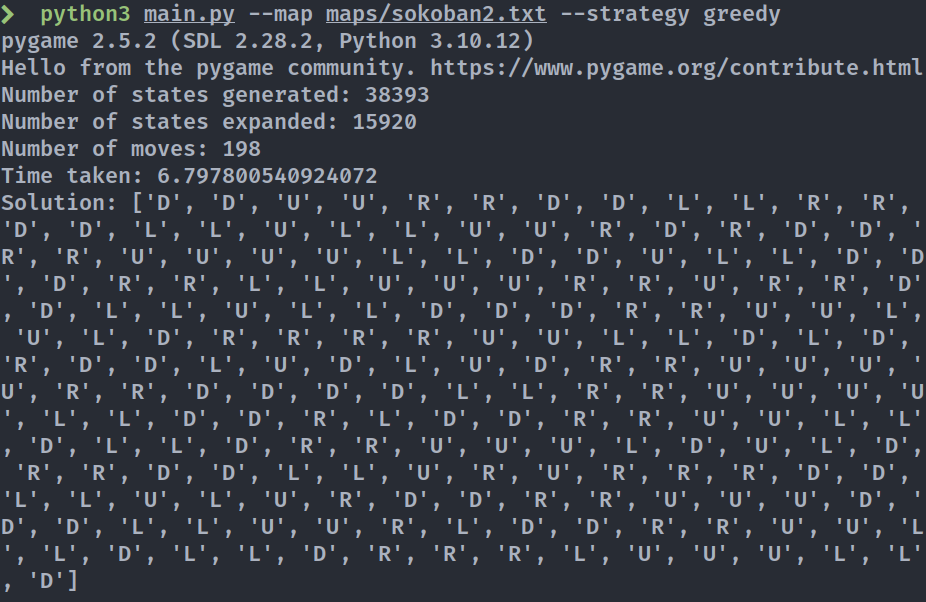 ❯ python3 main.py --map maps/sokoban2.txt --strategy greedy
pygame 2.5.2 (SDL 2.28.2, Python 3.10.12)
Hello from the pygame community. https://www.pygame.org/contribute.html
Number of states generated: 38393
Number of states expanded: 15920
Number of moves: 198
Time taken: 6.797800540924072
Solution: ['D', 'D', 'U', 'U', 'R', 'R', 'D', 'D', 'L', 'L', 'R', 'R',
'D', 'D', 'L', 'L', 'U', 'L', 'L', 'U', 'U', 'R', 'D', 'R', 'D', 'D', '
R', 'R', 'U', 'U', 'U', 'U', 'L', 'L', 'D', 'D', 'U', 'L', 'L', 'D', 'D
', 'D', 'R', 'R', 'L', 'L', 'U', 'U', 'U', 'R', 'R', 'U', 'R', 'R', 'D'
, 'D', 'L', 'L', 'U', 'L', 'L', 'D', 'D', 'D', 'R', 'R', 'U', 'U', 'L',
'U', 'L', 'D', 'R', 'R', 'R', 'R', 'U', 'U', 'L', 'L', 'D', 'L', 'D',
'R', 'D', 'D', 'L', 'U', 'D', 'L', 'U', 'D', 'R', 'R', 'U', 'U', 'U', '
U', 'R', 'R', 'D', 'D', 'D', 'D', 'L', 'L', 'R', 'R', 'U', 'U', 'U', 'U
', 'L', 'L', 'D', 'D', 'R', 'L', 'D', 'D', 'R', 'R', 'U', 'U', 'L', 'L'
, 'D', 'L', 'L', 'D', 'R', 'R', 'U', 'U', 'U', 'L', 'D', 'U', 'L', 'D',
'R', 'R', 'D', 'D', 'L', 'L', 'U', 'R', 'U', 'R', 'R', 'R', 'D', 'D',
'L', 'L', 'U', 'L', 'U', 'R', 'D', 'D', 'R', 'R', 'U', 'U', 'U', 'D', '
D', 'D', 'L', 'L', 'U', 'U', 'R', 'L', 'D', 'D', 'R', 'R', 'U', 'U', 'L
', 'L', 'D', 'L', 'L', 'D', 'R', 'R', 'R', 'L', 'U', 'U', 'U', 'L', 'L'
, 'D']